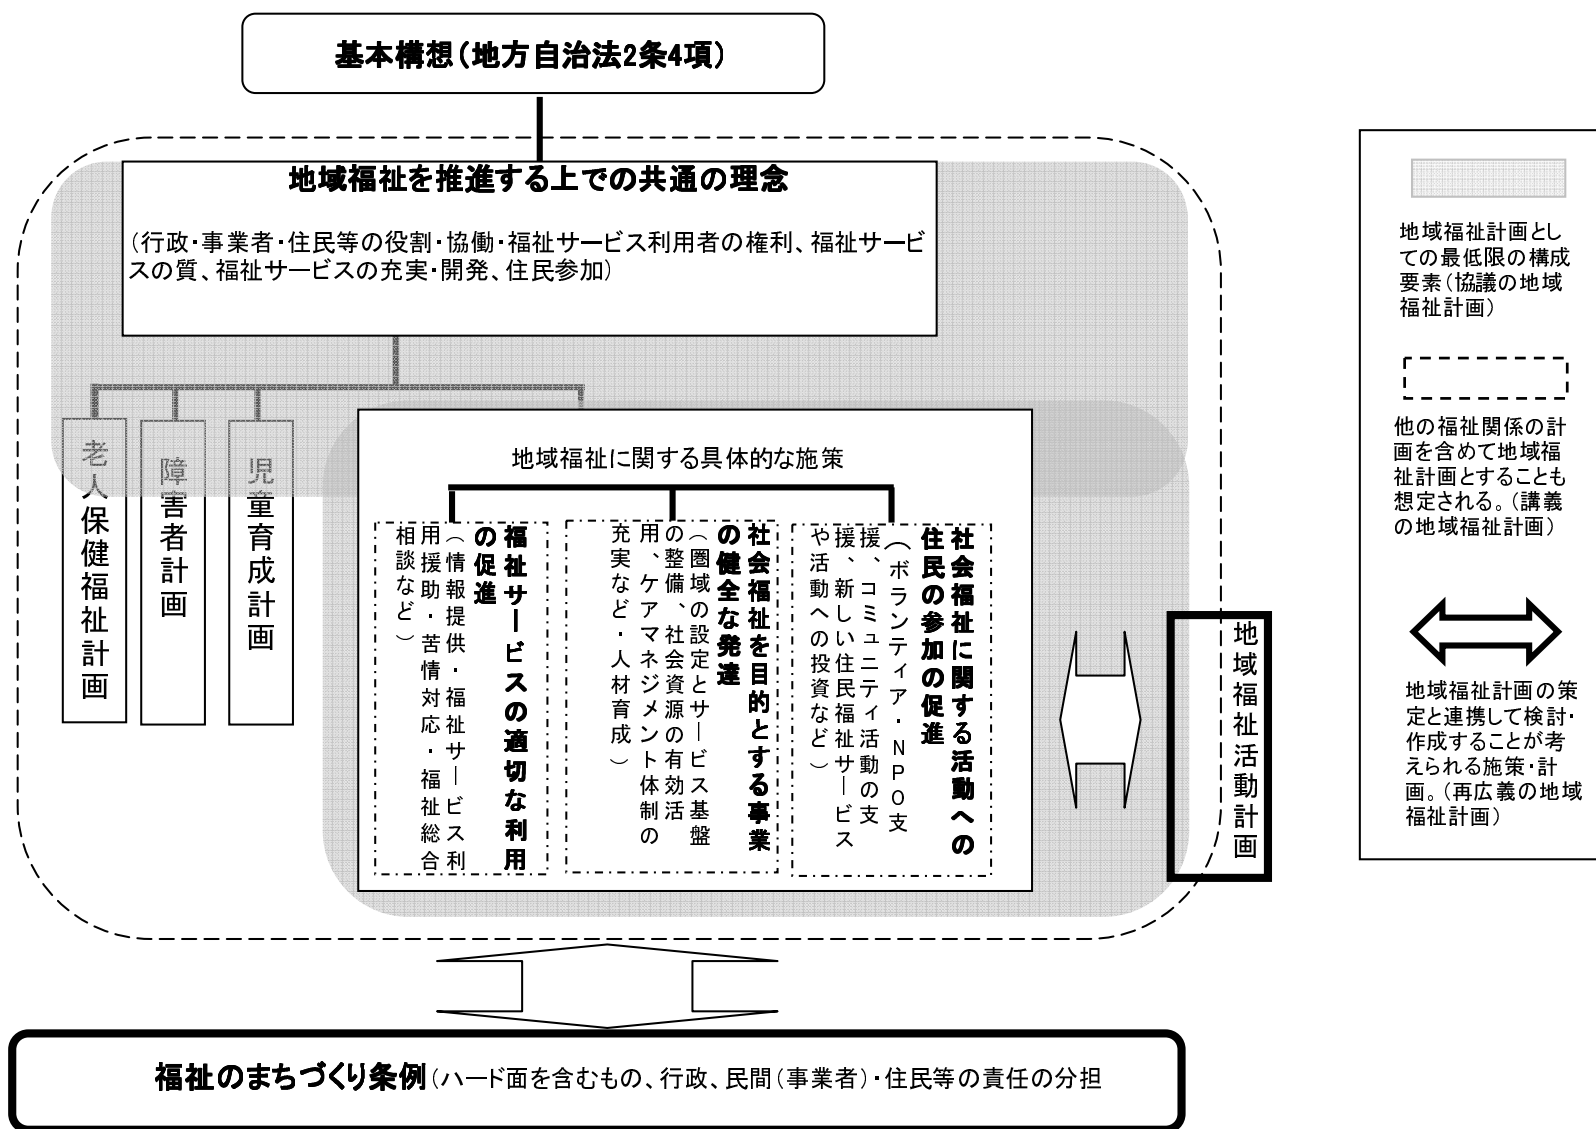 基本構想（地方自治法2条4項）
地域福祉を推進する上での共通の理念
（行政・事業者・住民等の役割・協働・福祉サービス利用者の権利、福祉サービ
スの質、福祉サービスの充実・開発、住民参加）
老人保健福祉計画
障害者計画
児童育成計画
地域福祉に関する具体的な施策
福祉サービスの適切な利用
の促進
（情報提供・福祉サービス利
用援助・苦情対応・福祉総合
相談など）
社会福祉を目的とする事業
の健全な発達
（圏域の設定とサービス基盤
の整備、社会資源の有効活
用、ケアマネジメント体制の
充実など・人材育成）
社会福祉に関する活動への
住民の参加の促進
（ボランティア・NPO支
援、コミュニティ活動の支
援、新しい住民福祉サービス
や活動への投資など）
地域福祉活動計画
福祉のまちづくり条例（ハード面を含むもの、行政、民間（事業者）・住民等の責任の分担
地域福祉計画とし
ての最低限の構成
要素（協議の地域
福祉計画）
他の福祉関係の計
画を含めて地域福
祉計画とすることも
想定される。（講義
の地域福祉計画）
地域福祉計画の策
定と連携して検討・
作成することが考
えられる施策・計
画。（再広義の地域
福祉計画）